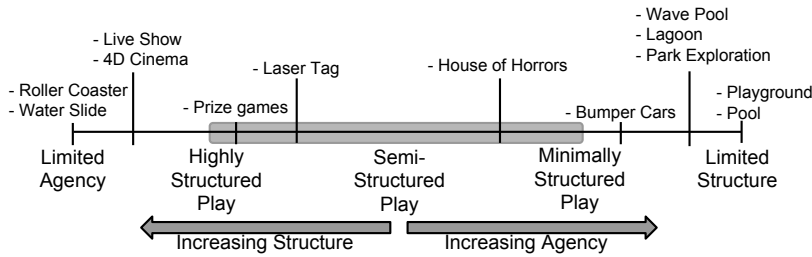 - Wave Pool
- Lagoon
- Park Exploration
- Live Show
- 4D Cinema
- Laser Tag
- House of Horrors
- Roller Coaster
- Water Slide
- Prize games
- Bumper Cars
- Playground
- Pool
Limited
Agency
Highly
Structured
Play
Semi-
Structured
Play
Minimally
Structured
Play
Limited
Structure
Increasing Structure
Increasing Agency